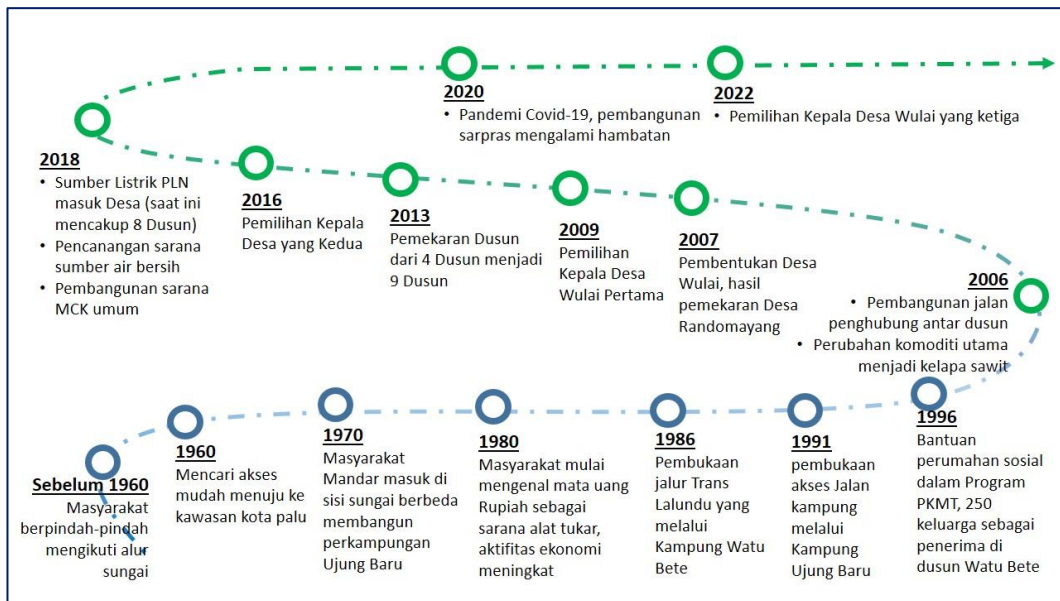 2020
• Pandemi Covid-19, pembangunan
sarpras mengalami hambatan
2022
• Pemilihan Kepala Desa Wulai yang ketiga
2018
• Sumber Listrik PLN
masuk Desa (saat ini
mencakup 8 Dusun)
• Pencanangan sarana
sumber air bersih
• Pembangunan sarana
MCK umum
2016
Pemilihan Kepala
Desa yang Kedua
2013
Pemekaran Dusun
dari 4 Dusun menjadi
9 Dusun
2009
Pemilihan
Kepala Desa
Wulai Pertama
2007
Pembentukan Desa
Wulai, hasil
pemekaran Desa
Randomayang
2006
• Pembangunan jalan
penghubung antar dusun
• Perubahan komoditi utama
menjadi kelapa sawit
Sebelum 1960
Masyarakat
berpindah-pindah
mengikuti alur
sungai
1960
Mencari akses
mudah menuju ke
kawasan kota palu
1970
Masyarakat
Mandar masuk di
sisi sungai berbeda
membangun
perkampungan
Ujung Baru
1980
Masyarakat mulai
mengenal mata uang
Rupiah sebagai
sarana alat tukar,
aktifitas ekonomi
meningkat
1986
Pembukaan
jalur Trans
Lalundu yang
melalui
Kampung Watu
Bete
1991
pembukaan
akses Jalan
kampung
melalui
Kampung
Ujung Baru
1996
Bantuan
perumahan sosial
dalam Program
PKMT, 250
keluarga sebagai
penerima di
dusun Watu Bete